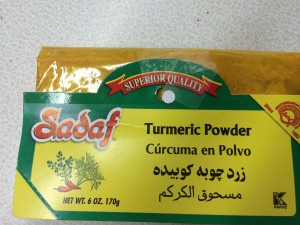 SUPERIOR QUALITY
Sadaf
Turmeric Powder
Cúrcuma en Polvo
زرد چوبه کوبیده
مسحوق الكركم
NET WT. 6 OZ. 170g
K